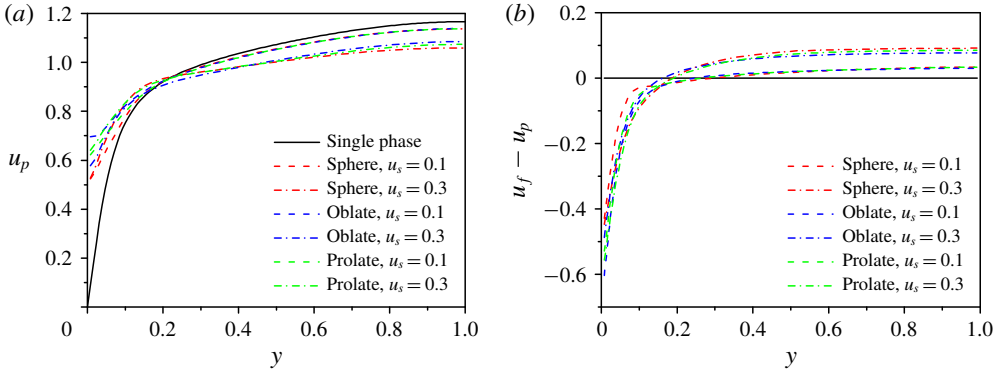 (a)
1.2
1.0
0.8
0.6
0.4
0.2
0
0.2
0.4
0.6
0.8
1.0
u_p
y
Single phase
Sphere, u_s = 0.1
Sphere, u_s = 0.3
Oblate, u_s = 0.1
Oblate, u_s = 0.3
Prolate, u_s = 0.1
Prolate, u_s = 0.3
(b)
0.2
0
−0.2
−0.4
−0.6
0
0.2
0.4
0.6
0.8
1.0
u_f − u_p
y
Sphere, u_s = 0.1
Sphere, u_s = 0.3
Oblate, u_s = 0.1
Oblate, u_s = 0.3
Prolate, u_s = 0.1
Prolate, u_s = 0.3